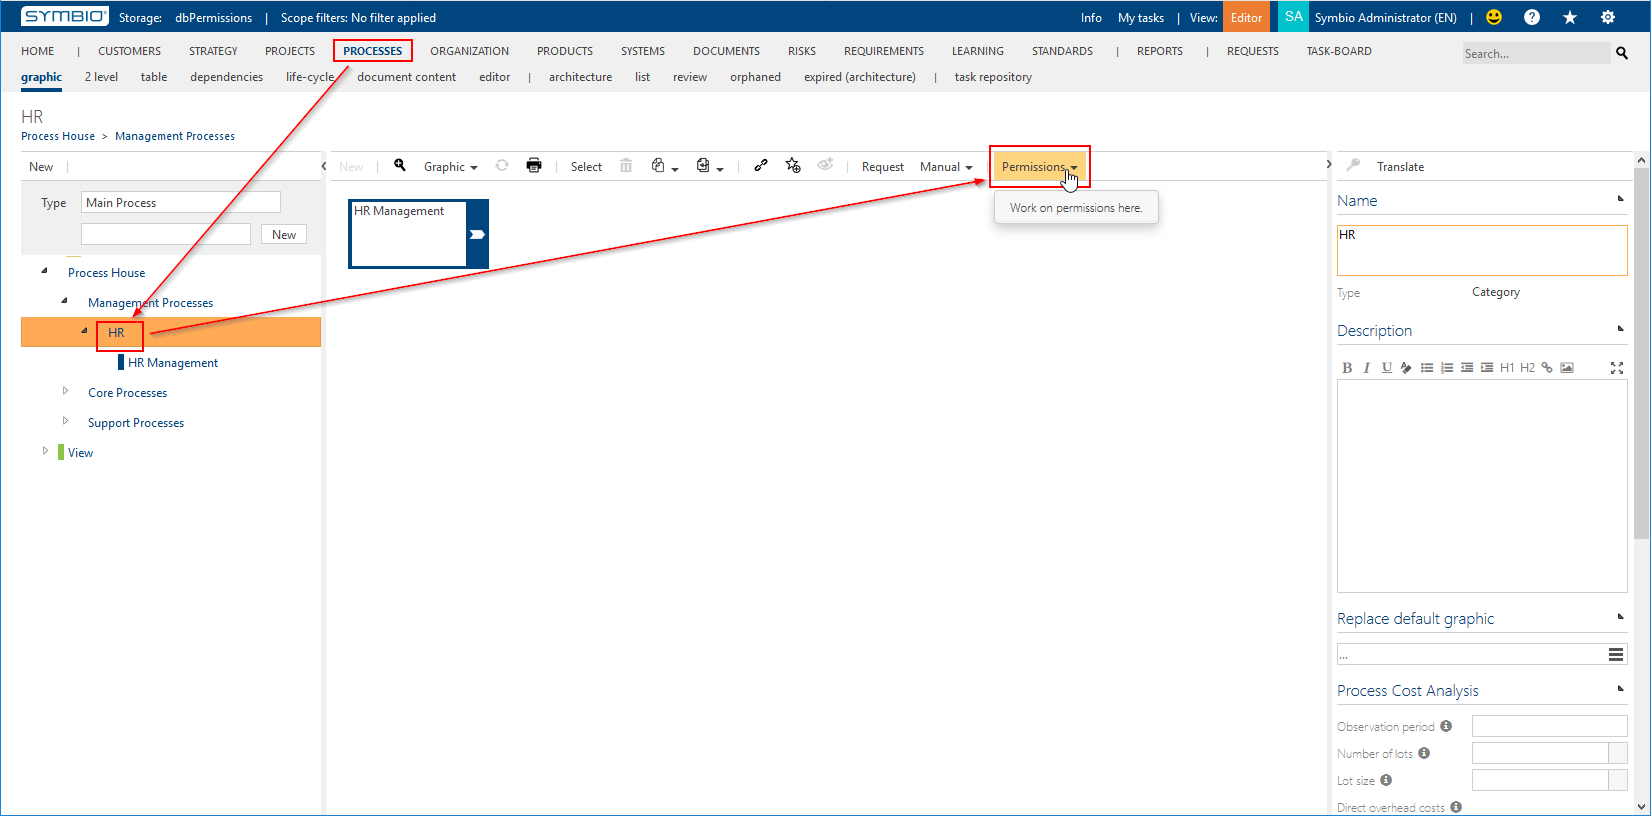 SYMBIO Storage: dbPermissions | Scope filters: No filter applied Info My tasks | View: Editor SA Symbio Administrator (EN) |
HOME | CUSTOMERS STRATEGY PROJECTS PROCESSES ORGANIZATION PRODUCTS SYSTEMS DOCUMENTS RISKS REQUIREMENTS LEARNING STANDARDS | REPORTS | REQUESTS TASK-BOARD Search...
graphic 2 level table dependencies life-cycle document content editor | architecture list review orphaned expired (architecture) | task repository
HR
Process House > Management Processes
New New Graphic Select Request Manual Permissions Translate
Work on permissions here.
Type Main Process
New
Process House
Management Processes
HR
HR Management
Core Processes
Support Processes
View
HR Management
Name
HR
Type Category
Description
B I U H1 H2
Replace default graphic
...
Process Cost Analysis
Observation period
Number of lots
Lot size
Direct overhead costs